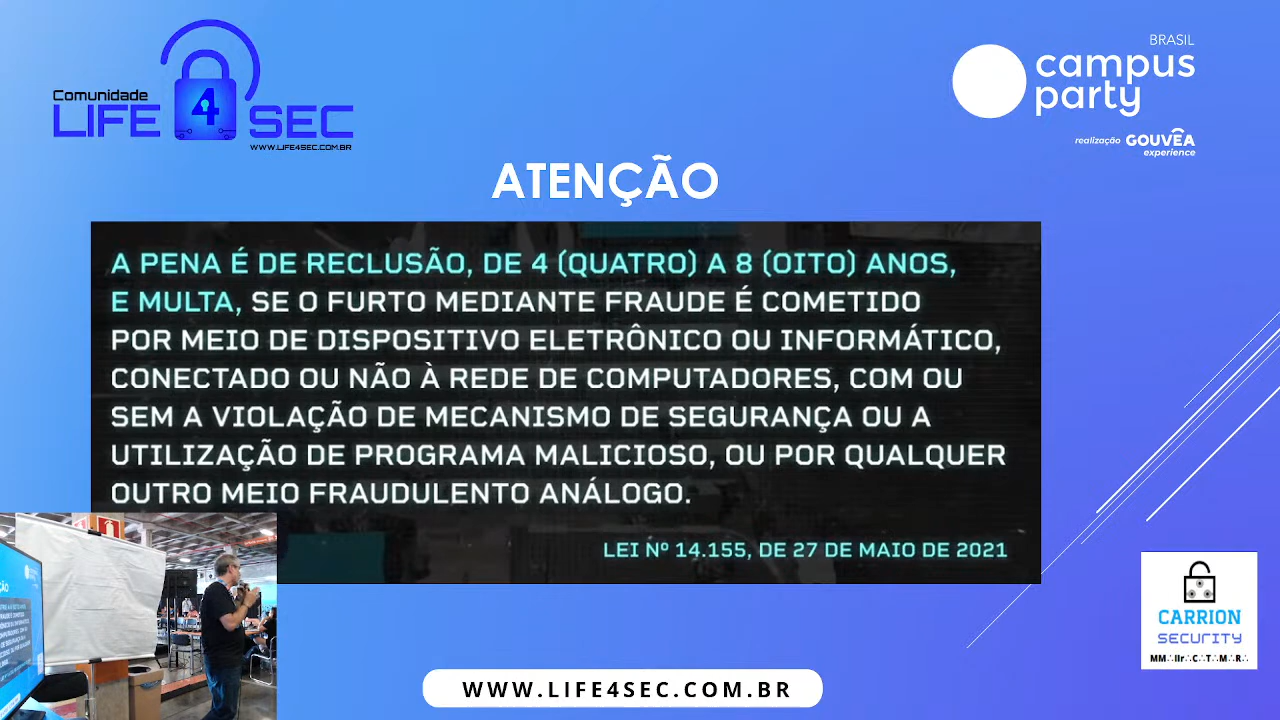 Comunidade
LIFE 4 SEC
WWW.LIFE4SEC.COM.BR
BRASIL
campus
party
realização GOUVÊA
experience
ATENÇÃO
A PENA É DE RECLUSÃO, DE 4 (QUATRO) A 8 (OITO) ANOS,
E MULTA, SE O FURTO MEDIANTE FRAUDE É COMETIDO
POR MEIO DE DISPOSITIVO ELETRÔNICO OU INFORMÁTICO,
CONECTADO OU NÃO À REDE DE COMPUTADORES, COM OU
SEM A VIOLAÇÃO DE MECANISMO DE SEGURANÇA OU A
UTILIZAÇÃO DE PROGRAMA MALICIOSO, OU POR QUALQUER
OUTRO MEIO FRAUDULENTO ANÁLOGO.
LEI Nº 14.155, DE 27 DE MAIO DE 2021
CARRION
SECURITY
WWW.LIFE4SEC.COM.BR